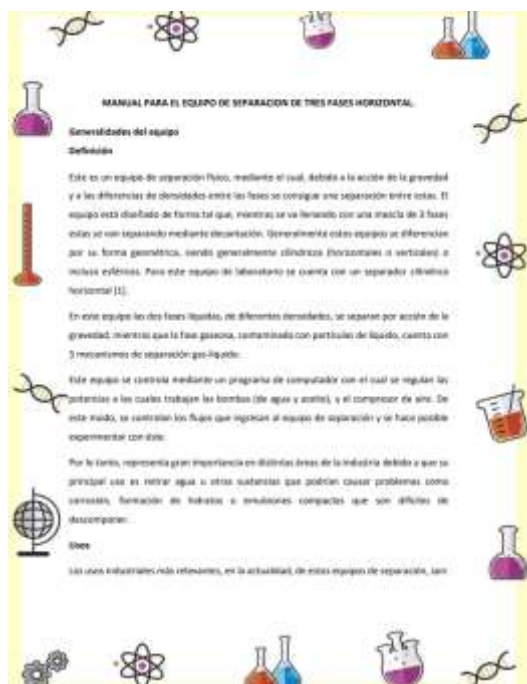 MANUAL PARA EL EQUIPO DE SEPARACION DE TRES FASES HORIZONTAL.
Generalidades del equipo
Definición
Este es un equipo de separación físico, mediante el cual, debido a la acción de la gravedad
y a las diferencias de densidades entre las fases se consigue una separación entre estas. El
equipo está diseñado de forma tal que, mientras se va llenando con una mezcla de 3 fases
estas se van separando mediante decantación. Generalmente estos equipos se diferencian
por su forma geométrica, siendo generalmente cilíndricos (horizontales o verticales) o
incluso esféricos. Para este equipo de laboratorio se cuenta con un separador cilíndrico
horizontal [1].
En este equipo las dos fases líquidas, de diferentes densidades, se separan por acción de la
gravedad, mientras que la fase gaseosa, contaminada con partículas de líquido, cuenta con
3 mecanismos de separación gas-líquido.
Este equipo se controla mediante un programa de computador con el cual se regulan las
potencias a las cuales trabajan las bombas (de agua y aceite), y el compresor de aire. De
este modo, se controlan los flujos que ingresan al equipo de separación y se hace posible
experimentar con éste.
Por lo tanto, representa gran importancia en distintas áreas de la industria debido a que su
principal uso es retirar agua u otras sustancias que podrían causar problemas como
corrosión, formación de hidratos o emulsiones compactas que son difíciles de
descomponer.
Usos
Los usos industriales más relevantes, en la actualidad, de estos equipos de separación, son: